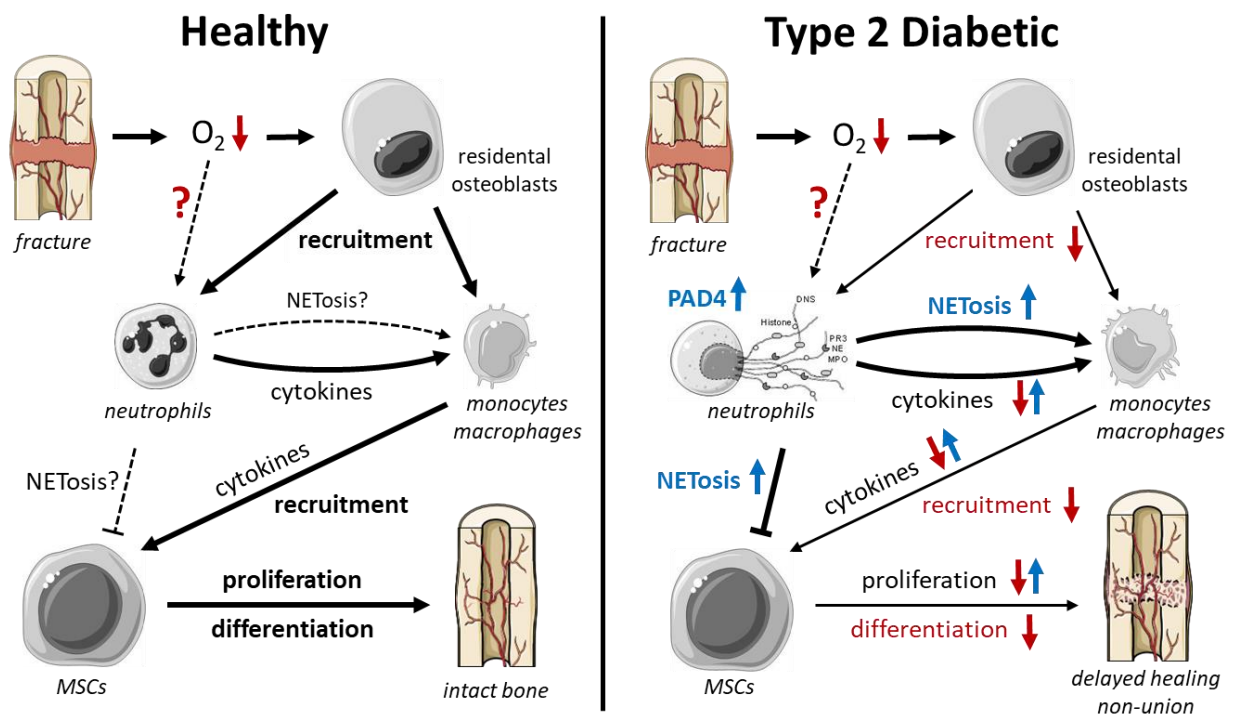 Healthy
O2
residental
osteoblasts
?
fracture
recruitment
NETosis?
cytokines
neutrophils
monocytes
macrophages
NETosis?
cytokines
recruitment
proliferation
differentiation
MSCs
intact bone
Type 2 Diabetic
O2
residental
osteoblasts
?
fracture
recruitment
PAD4
DNS
Histone
PR3
NE
MPO
NETosis
cytokines
neutrophils
monocytes
macrophages
NETosis
cytokines
recruitment
proliferation
differentiation
MSCs
delayed healing
non-union